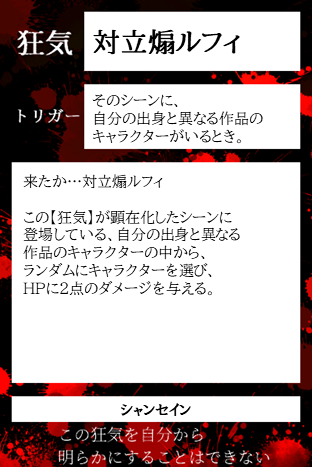 狂気
対立煽ルフィ
トリガー
そのシーンに、
自分の出身と異なる作品の
キャラクターがいるとき。
来たか…対立煽ルフィ
この【狂気】が顕在化したシーンに
登場している、自分の出身と異なる
作品のキャラクターの中から、
ランダムにキャラクターを選び、
HPに2点のダメージを与える。
シャンセイン
この狂気を自分から
明らかにすることはできない